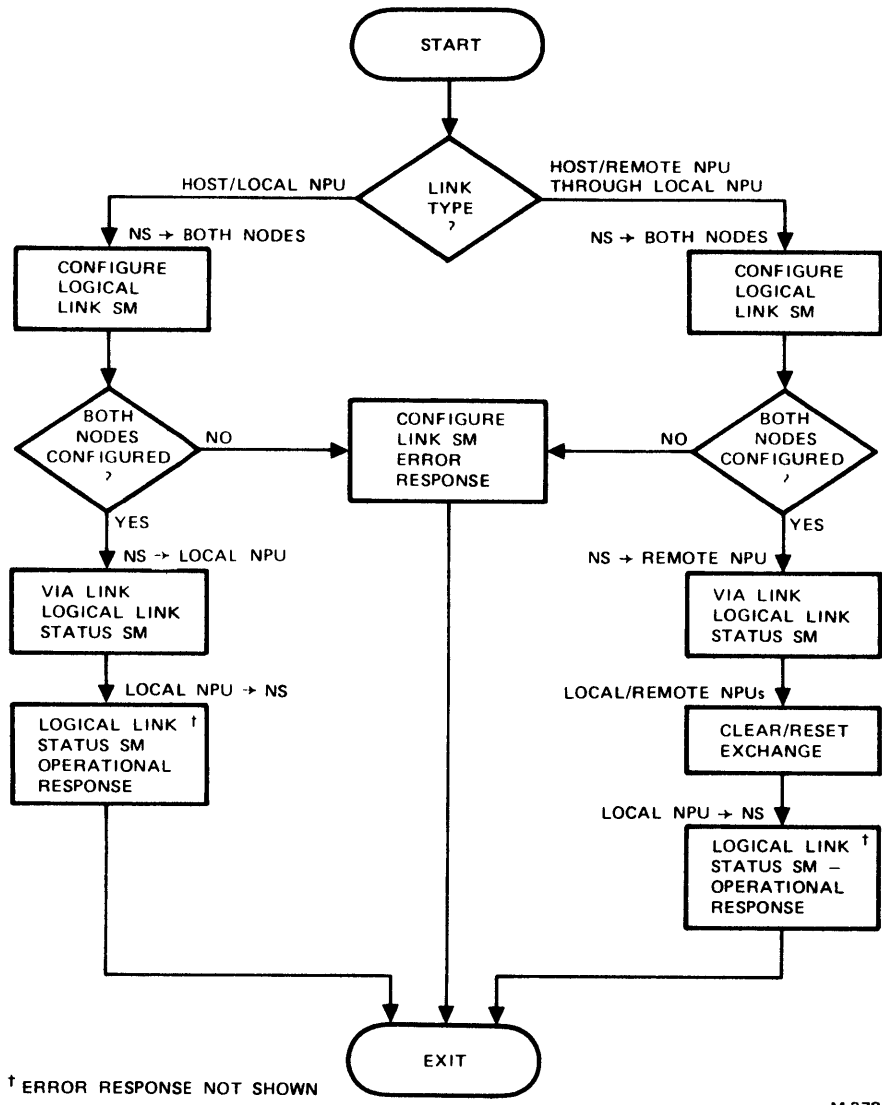 START
LINK
TYPE
?
HOST/LOCAL NPU
HOST/REMOTE NPU
THROUGH LOCAL NPU
NS → BOTH NODES
CONFIGURE
LOGICAL
LINK SM
NS → BOTH NODES
CONFIGURE
LOGICAL
LINK SM
BOTH
NODES
CONFIGURED
?
NO
CONFIGURE
LINK SM
ERROR
RESPONSE
NO
BOTH
NODES
CONFIGURED
?
YES
NS → LOCAL NPU
VIA LINK
LOGICAL LINK
STATUS SM
LOCAL NPU → NS
LOGICAL LINK †
STATUS SM
OPERATIONAL
RESPONSE
YES
NS → REMOTE NPU
VIA LINK
LOGICAL LINK
STATUS SM
LOCAL/REMOTE NPUs
CLEAR/RESET
EXCHANGE
LOCAL NPU → NS
LOGICAL LINK †
STATUS SM –
OPERATIONAL
RESPONSE
EXIT
† ERROR RESPONSE NOT SHOWN